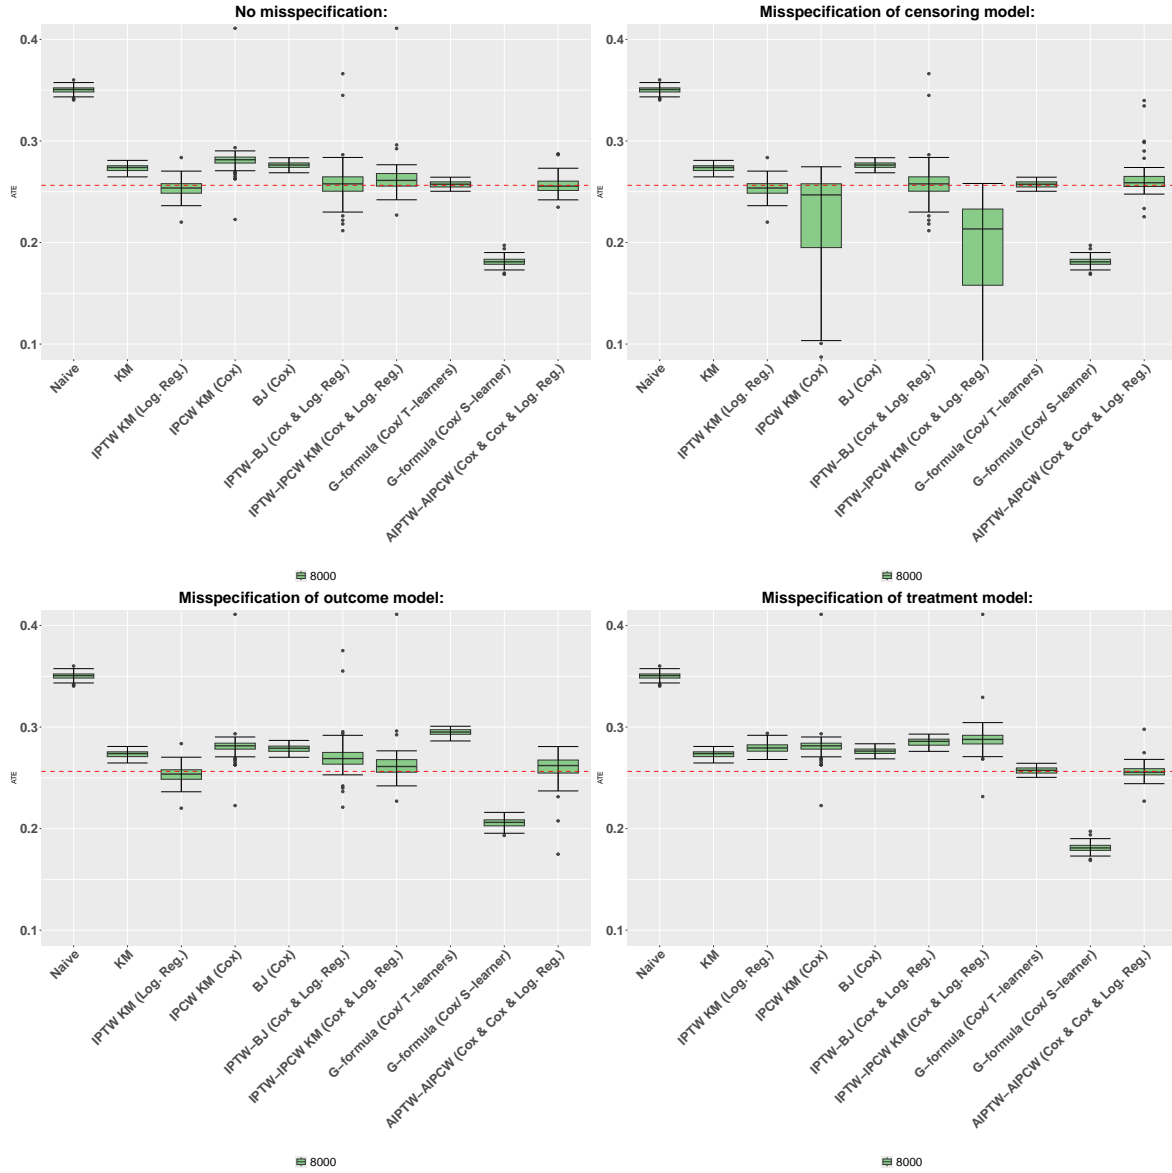 No misspecification:
0.4
0.3
0.2
0.1
ATE
Naive
KM
IPTW KM (Log. Reg.)
IPCW KM (Cox)
BJ (Cox)
IPTW−BJ (Cox & Log. Reg.)
IPTW−IPCW KM (Cox & Log. Reg.)
G−formula (Cox/ T−learners)
G−formula (Cox/ S−learner)
AIPTW−AIPCW (Cox & Cox & Log. Reg.)
8000
Misspecification of censoring model:
0.4
0.3
0.2
0.1
ATE
Naive
KM
IPTW KM (Log. Reg.)
IPCW KM (Cox)
BJ (Cox)
IPTW−BJ (Cox & Log. Reg.)
IPTW−IPCW KM (Cox & Log. Reg.)
G−formula (Cox/ T−learners)
G−formula (Cox/ S−learner)
AIPTW−AIPCW (Cox & Cox & Log. Reg.)
8000
Misspecification of outcome model:
0.4
0.3
0.2
0.1
ATE
Naive
KM
IPTW KM (Log. Reg.)
IPCW KM (Cox)
BJ (Cox)
IPTW−BJ (Cox & Log. Reg.)
IPTW−IPCW KM (Cox & Log. Reg.)
G−formula (Cox/ T−learners)
G−formula (Cox/ S−learner)
AIPTW−AIPCW (Cox & Cox & Log. Reg.)
8000
Misspecification of treatment model:
0.4
0.3
0.2
0.1
ATE
Naive
KM
IPTW KM (Log. Reg.)
IPCW KM (Cox)
BJ (Cox)
IPTW−BJ (Cox & Log. Reg.)
IPTW−IPCW KM (Cox & Log. Reg.)
G−formula (Cox/ T−learners)
G−formula (Cox/ S−learner)
AIPTW−AIPCW (Cox & Cox & Log. Reg.)
8000